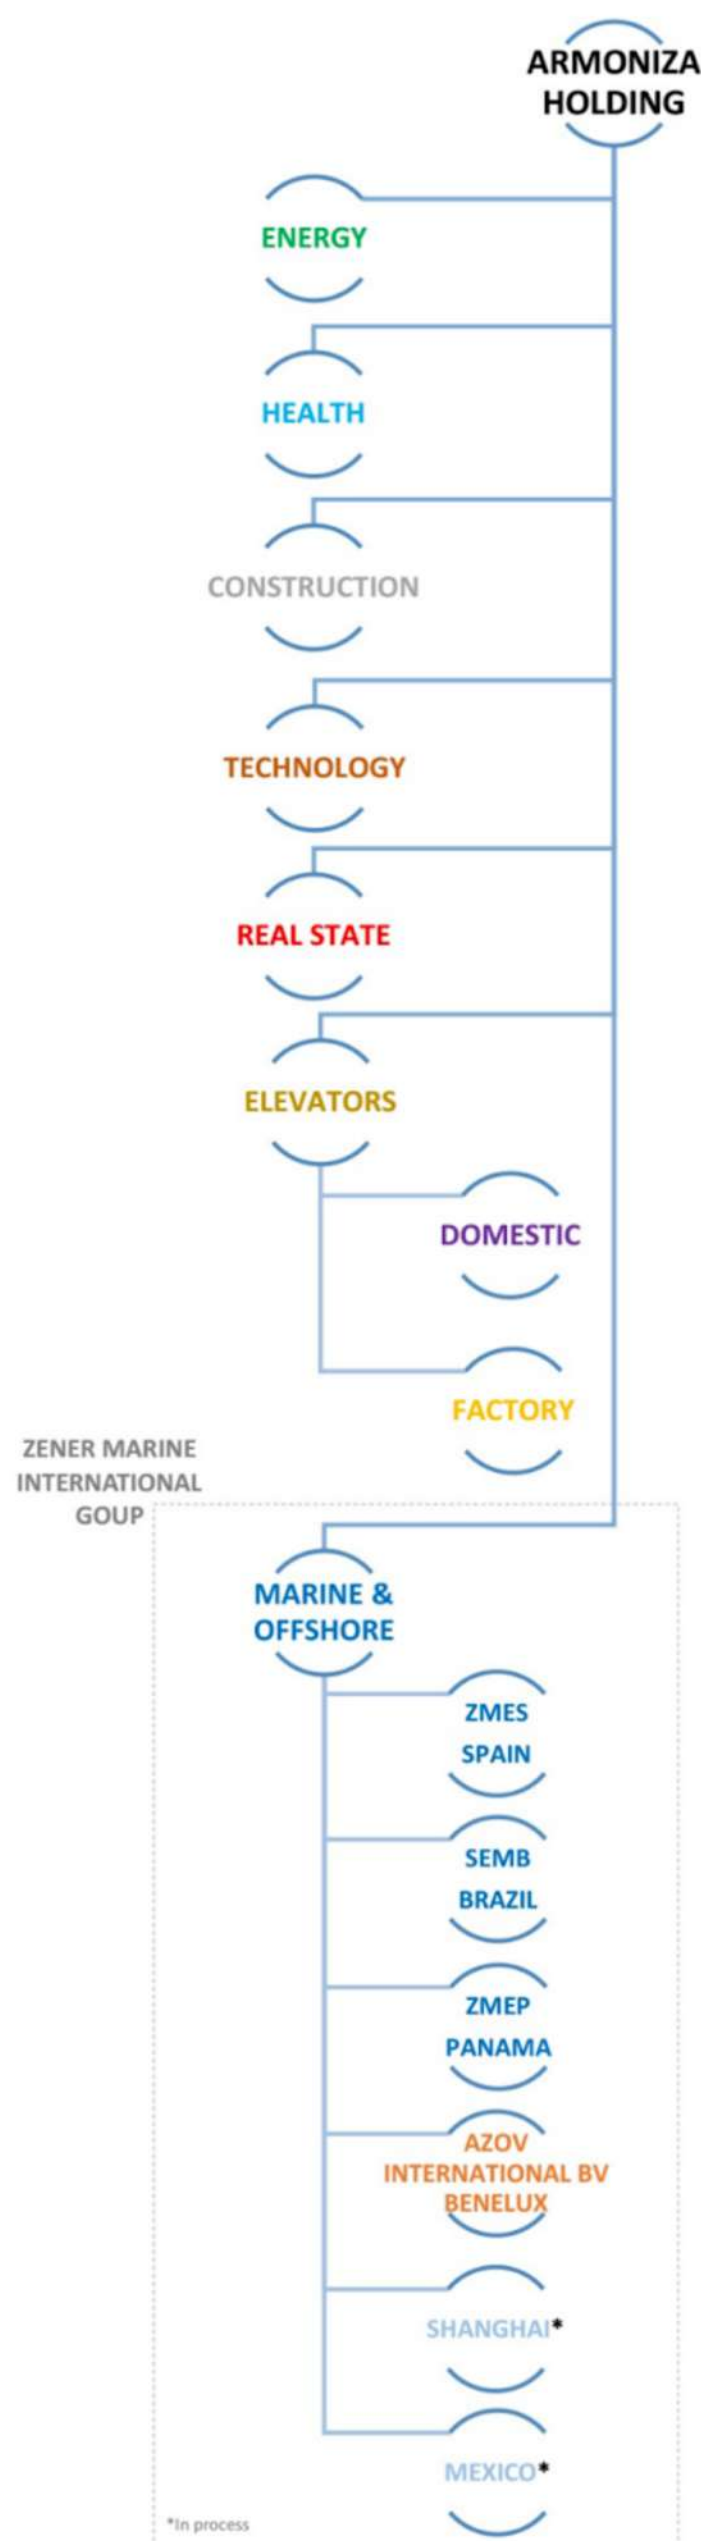 ARMONIZA
HOLDING
ENERGY
HEALTH
CONSTRUCTION
TECHNOLOGY
REAL STATE
ELEVATORS
DOMESTIC
FACTORY
ZENER MARINE
INTERNATIONAL
GOUP
MARINE &
OFFSHORE
ZMES
SPAIN
SEMB
BRAZIL
ZMEP
PANAMA
AZOV
INTERNATIONAL BV
BENELUX
SHANGHAI*
MEXICO*
*In process